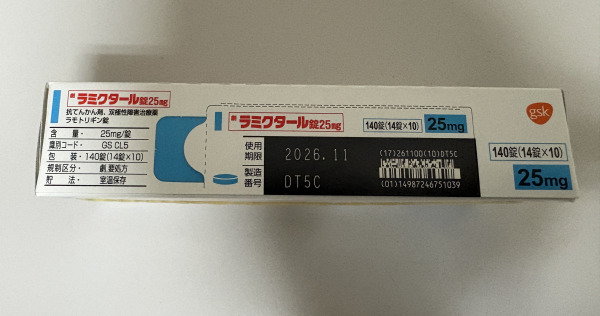 劇 ラミクタール錠25mg
抗てんかん剤、双極性障害治療薬
ラモトリギン錠
含量・ 25mg/錠
識別コード・ GS CL5
包装・140錠(14錠×10)
規制区分・ 劇、要処方
貯法・ 室温保存
劇 ラミクタール錠25mg
140錠(14錠×10) 25mg
使用期限 2026.11
製造番号 DT5C
(17)261100(10)DT5C
(01)14987246751039
gsk
140錠(14錠×10)
25mg